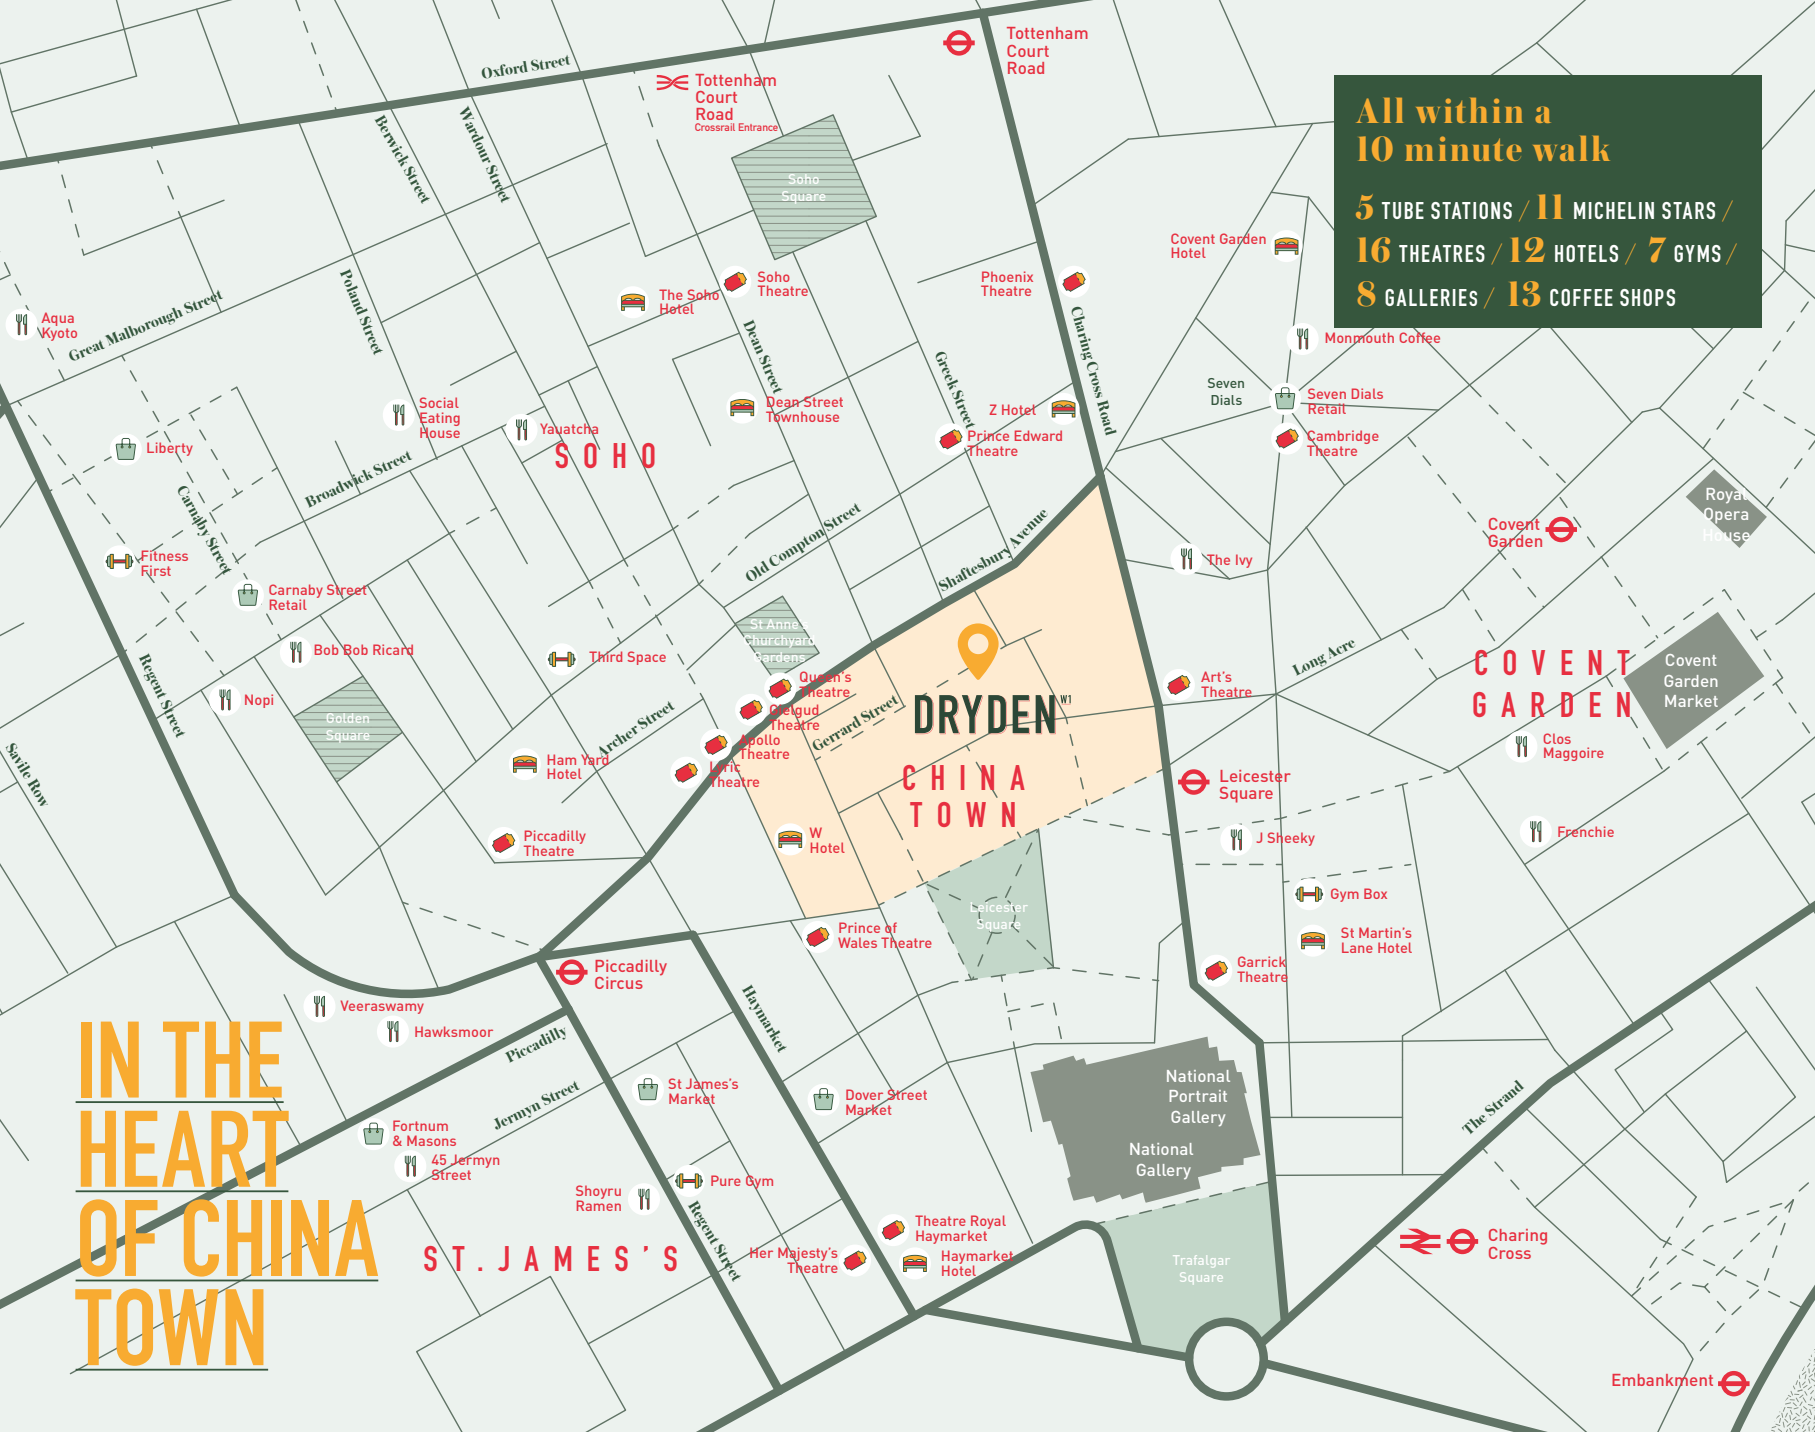 Oxford Street
Tottenham
Court
Road
Tottenham
Court
Road
Crossrail Entrance
All within a
10 minute walk
5 TUBE STATIONS / 11 MICHELIN STARS /
16 THEATRES / 12 HOTELS / 7 GYMS /
8 GALLERIEs / 13 COFFEE SHOPS
Berwick Street
Wardour Street
Soho
Square
Covent Garden
Hotel
Poland Street
Great Malborough Street
Aqua
Kyoto
The Soho
Hotel
Soho
Theatre
Phoenix
Theatre
Charing Cross Road
Monmouth Coffee
Dean Street
Greek Street
Seven
Dials
Seven Dials
Retail
Cambridge
Theatre
Social
Eating
House
Yauatcha
Dean Street
Townhouse
Z Hotel
Prince Edward
Theatre
Liberty
SOHO
Broadwick Street
Carnaby Street
Royal
Opera
House
Covent
Garden
Old Compton Street
Shaftesbury Avenue
The Ivy
Fitness
First
Carnaby Street
Retail
Bob Bob Ricard
Third Space
St Anne's
Churchyard
Gardens
Regent Street
Nopi
Golden
Square
Queen's
Theatre
Gielgud
Theatre
Apollo
Theatre
Lyric
Theatre
Archer Street
Gerrard Street
DRYDEN W1
CHINA
TOWN
Art's
Theatre
Long Acre
COVENT
GARDEN
Covent
Garden
Market
Clos
Maggoire
Savile Row
Ham Yard
Hotel
Leicester
Square
Piccadilly
Theatre
W
Hotel
J Sheeky
Frenchie
Gym Box
Leicester
Square
Prince of
Wales Theatre
St Martin's
Lane Hotel
Garrick
Theatre
Piccadilly
Circus
Veeraswamy
Hawksmoor
Haymarket
Piccadilly
IN THE
HEART
OF CHINA
TOWN
Jermyn Street
St James's
Market
Dover Street
Market
National
Portrait
Gallery
National
Gallery
The Strand
Fortnum
& Masons
45 Jermyn
Street
Shoyru
Ramen
Pure Gym
Regent Street
Theatre Royal
Haymarket
Her Majesty's
Theatre
Haymarket
Hotel
ST.JAMES'S
Trafalgar
Square
Charing
Cross
Embankment